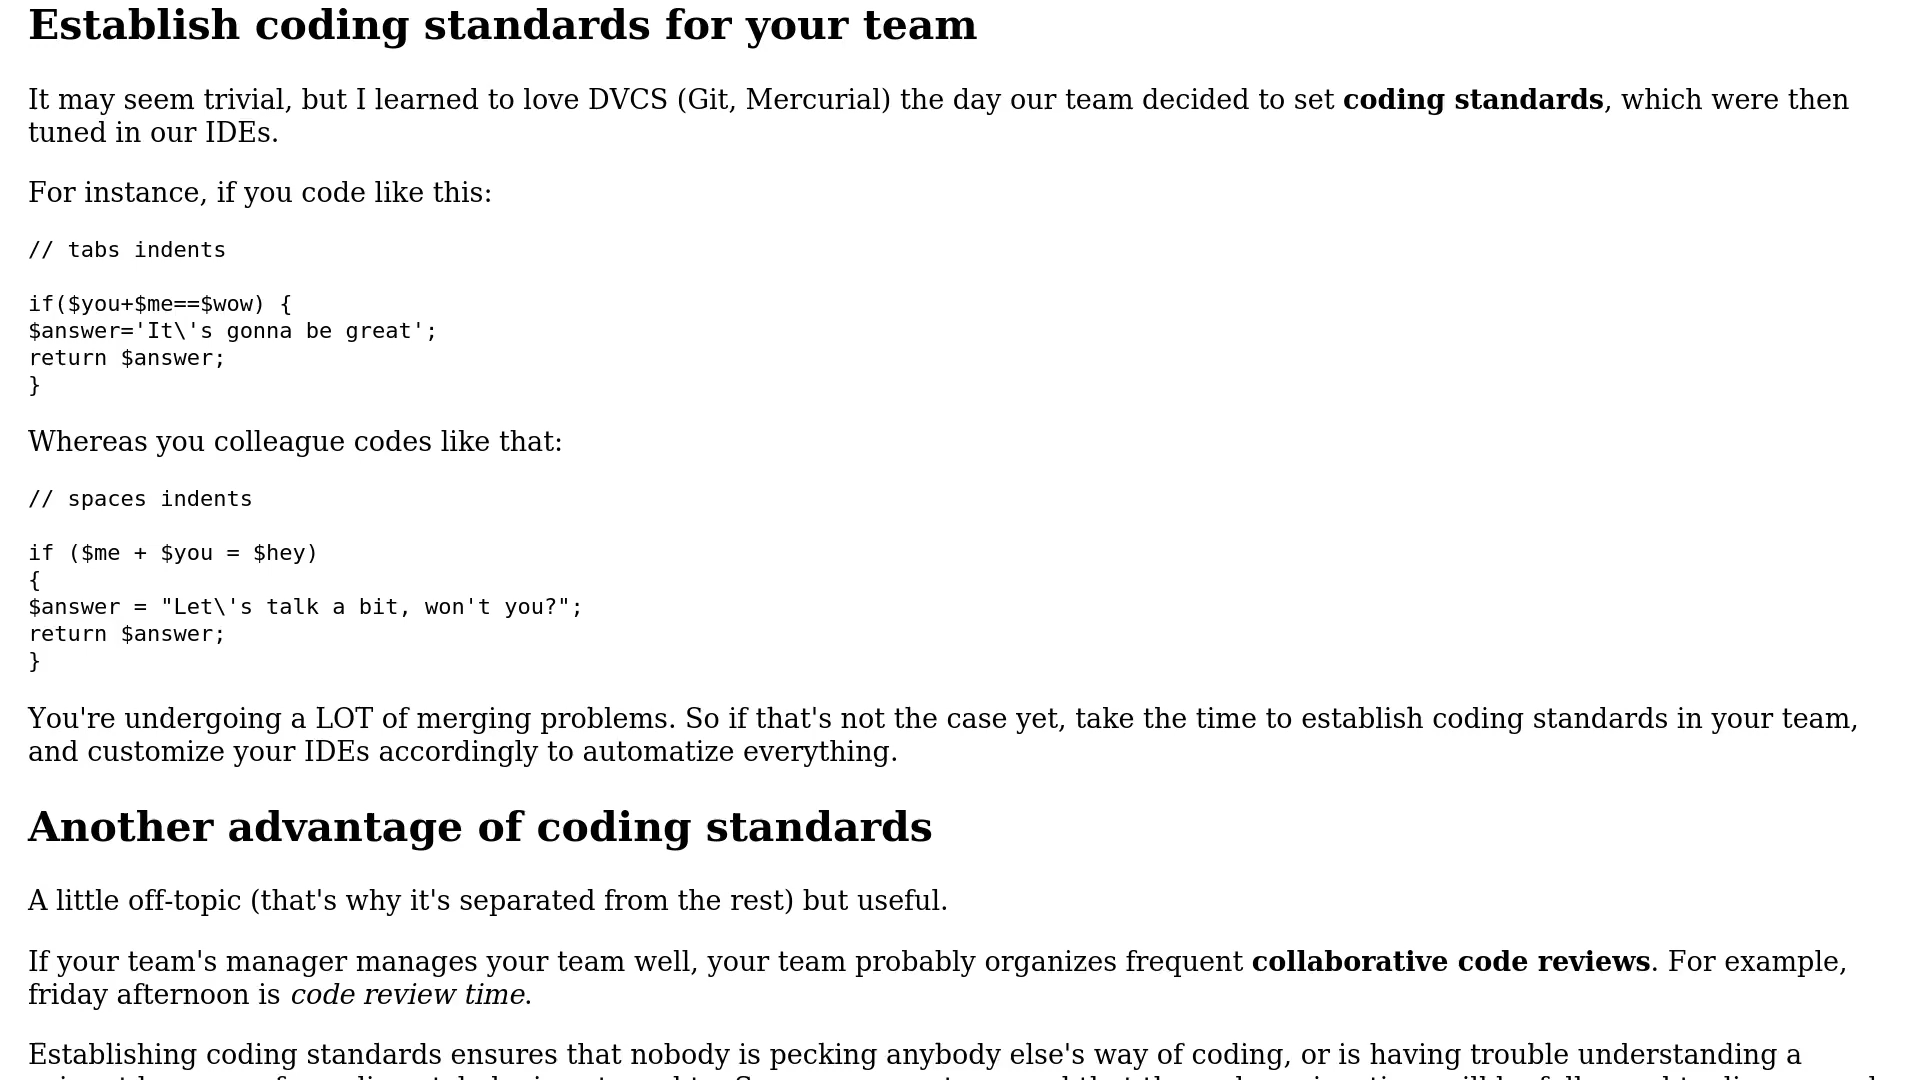 Establish coding standards for your team
It may seem trivial, but I learned to love DVCS (Git, Mercurial) the day our team decided to set coding standards, which were then
tuned in our IDEs.
For instance, if you code like this:
// tabs indents
if($you+$me==$wow) {
$answer='It\'s gonna be great';
return $answer;
}
Whereas you colleague codes like that:
// spaces indents
if ($me + $you = $hey)
{
$answer = "Let\'s talk a bit, won't you?";
return $answer;
}
You're undergoing a LOT of merging problems. So if that's not the case yet, take the time to establish coding standards in your team,
and customize your IDEs accordingly to automatize everything.
Another advantage of coding standards
A little off-topic (that's why it's separated from the rest) but useful.
If your team's manager manages your team well, your team probably organizes frequent collaborative code reviews. For example,
friday afternoon is code review time.
Establishing coding standards ensures that nobody is pecking anybody else's way of coding, or is having trouble understanding a